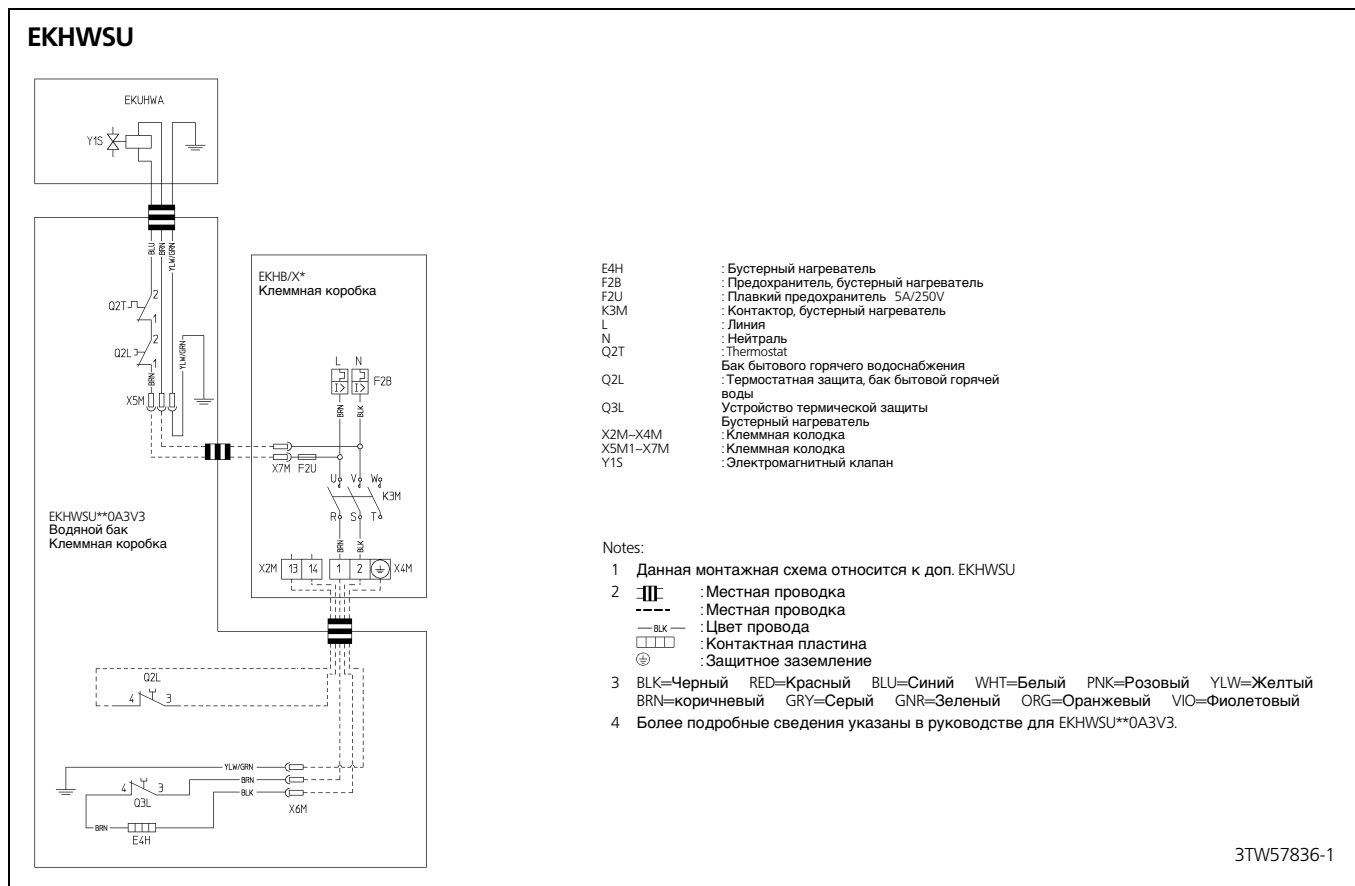 EKHWSU
EKUHWA
Y1S
BLU
BRN
YLW/GRN
Q2T
2
1
Q2L
2
1
BRN
YLW/GRN
X5M
EKHB/X*
Клеммная коробка
L N
F2B
I> I>
BRN
BLK
X7M F2U
U V W
K3M
R S T
BRN
BLK
X2M 13 14 1 2 X4M
EKHWSU**0A3V3
Водяной бак
Клеммная коробка
Q2L
4 3
YLW/GRN
4 3
BRN
Q3L
BLK
X6M
BRN
E4H
E4H : Бустерный нагреватель
F2B : Предохранитель, бустерный нагреватель
F2U : Плавкий предохранитель 5A/250V
K3M : Контактор, бустерный нагреватель
L : Линия
N : Нейтраль
Q2T : Thermostat
Бак бытового горячего водоснабжения
Q2L : Термостатная защита, бак бытовой горячей
воды
Q3L Устройство термической защиты
Бустерный нагреватель
X2M~X4M : Клеммная колодка
X5M1~X7M : Клеммная колодка
Y1S : Электромагнитный клапан
Notes:
1 Данная монтажная схема относится к доп. EKHWSU
2 : Местная проводка
: Местная проводка
BLK : Цвет провода
: Контактная пластина
: Защитное заземление
3 BLK=Черный RED=Красный BLU=Синий WHT=Белый PNK=Розовый YLW=Желтый
BRN=коричневый GRY=Серый GNR=Зеленый ORG=Оранжевый VIO=Фиолетовый
4 Более подробные сведения указаны в руководстве для EKHWSU**0A3V3.
3TW57836-1